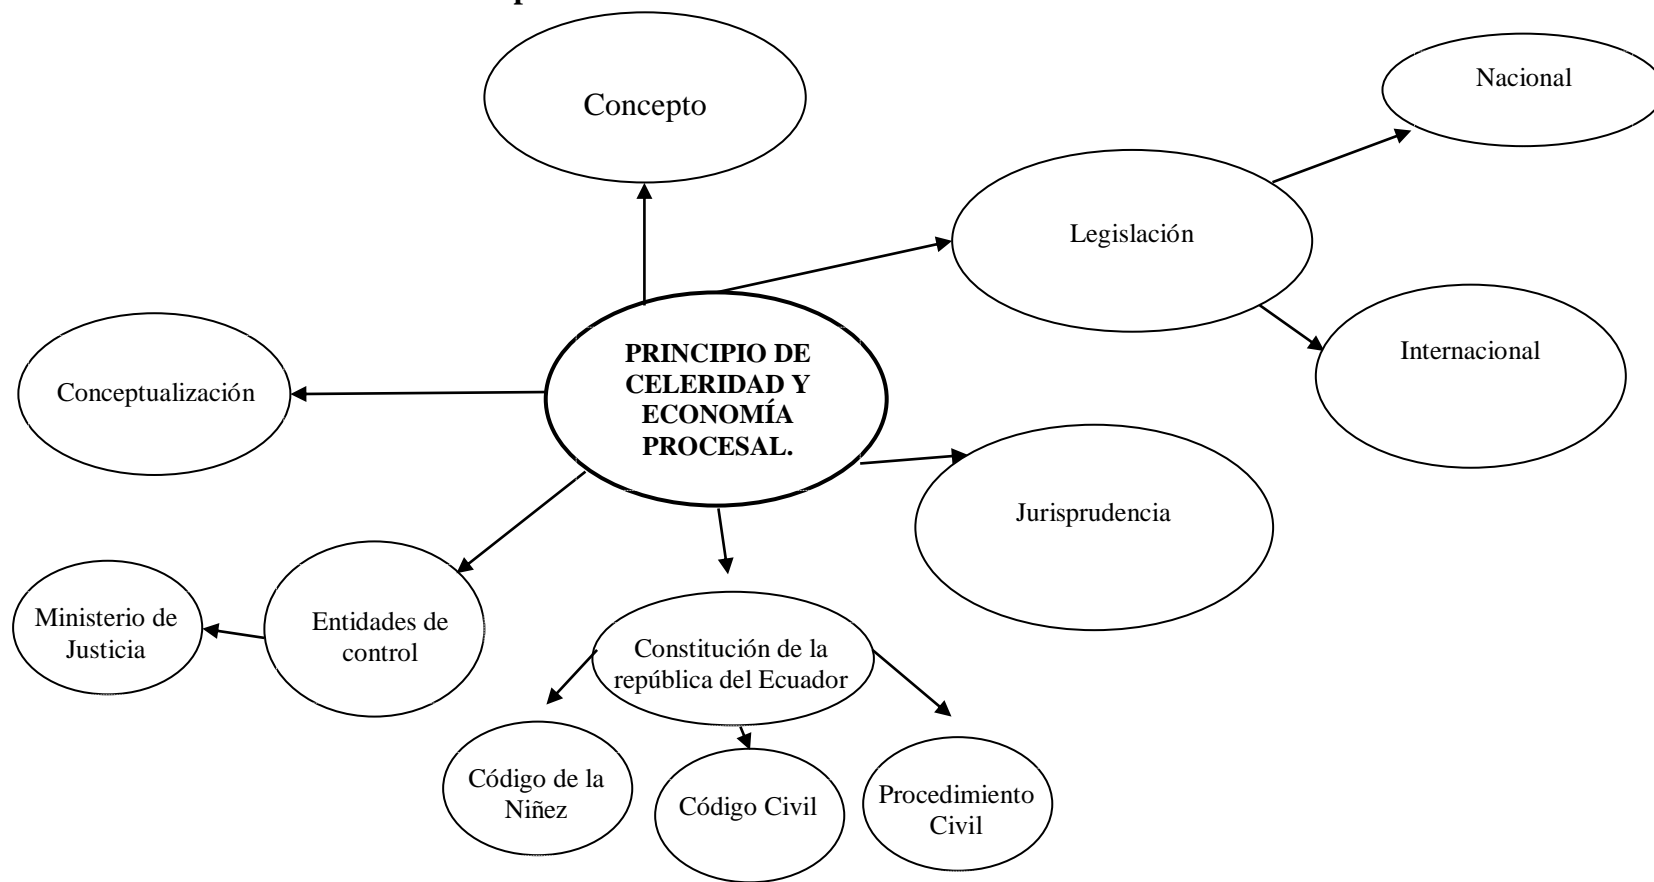 Concepto
Nacional
Legislación
Internacional
PRINCIPIO DE
CELERIDAD Y
ECONOMÍA
PROCESAL.
Conceptualización
Jurisprudencia
Ministerio de
Justicia
Entidades de
control
Constitución de la
república del Ecuador
Código de la
Niñez
Código Civil
Procedimiento
Civil